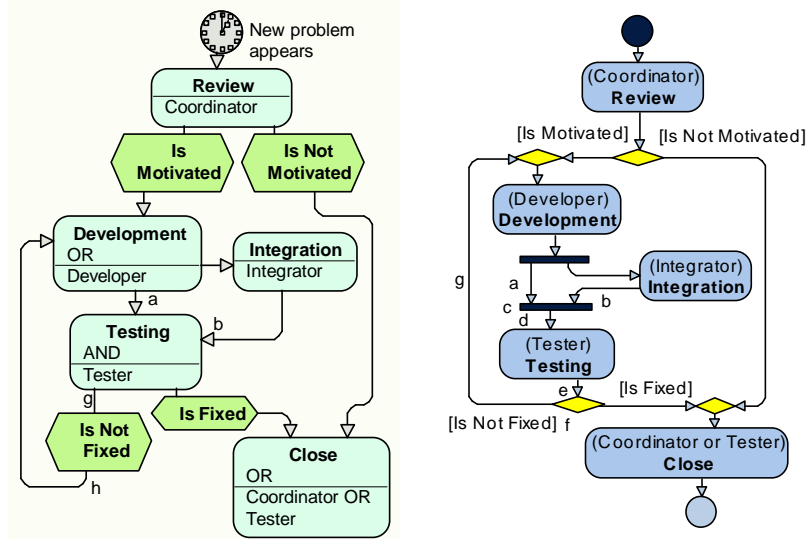 New problem
appears
Review
Coordinator
Is
Motivated
Is Not
Motivated
Development
OR
Developer
Integration
Integrator
a
b
Testing
AND
Tester
g
Is Fixed
Is Not
Fixed
h
Close
OR
Coordinator OR
Tester
(Coordinator)
Review
[Is Motivated]
[Is Not Motivated]
(Developer)
Development
g
a
(Integrator)
Integration
b
c
d
(Tester)
Testing
e
[Is Fixed]
[Is Not Fixed]
f
(Coordinator or Tester)
Close